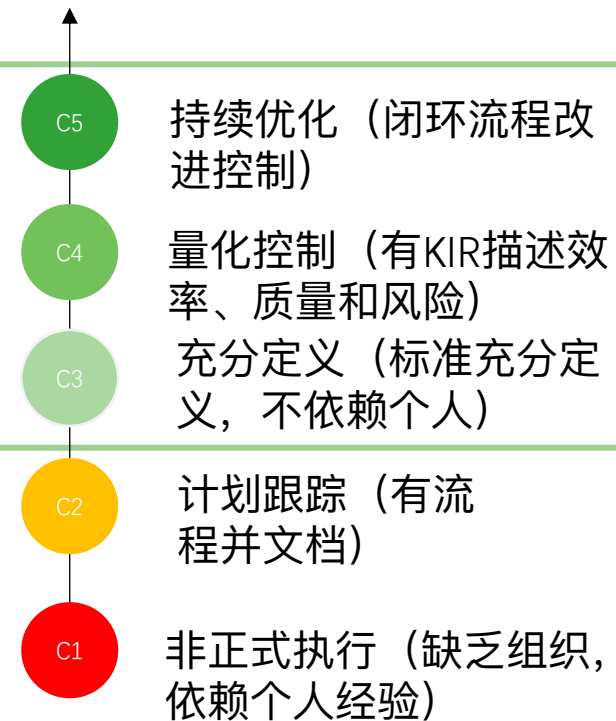 C5
持续优化（闭环流程改
进控制）
C4
量化控制（有KIR描述效
率、质量和风险）
C3
充分定义（标准充分定
义，不依赖个人）
C2
计划跟踪（有流
程并文档）
C1
非正式执行（缺乏组织，
依赖个人经验）